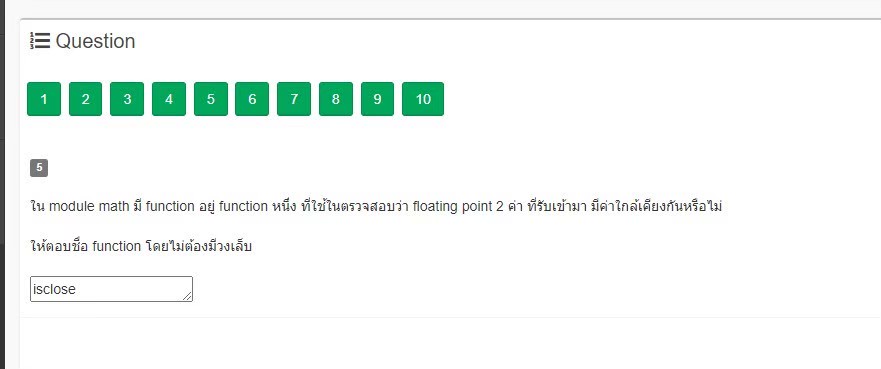 Question
1 2 3 4 5 6 7 8 9 10
5
ใน module math มี function อยู่ function หนึ่ง ที่ใช้ในตรวจสอบว่า floating point 2 ค่า ที่รับเข้ามา มีค่าใกล้เคียงกันหรือไม่
ให้ตอบชื่อ function โดยไม่ต้องมีวงเล็บ
isclose